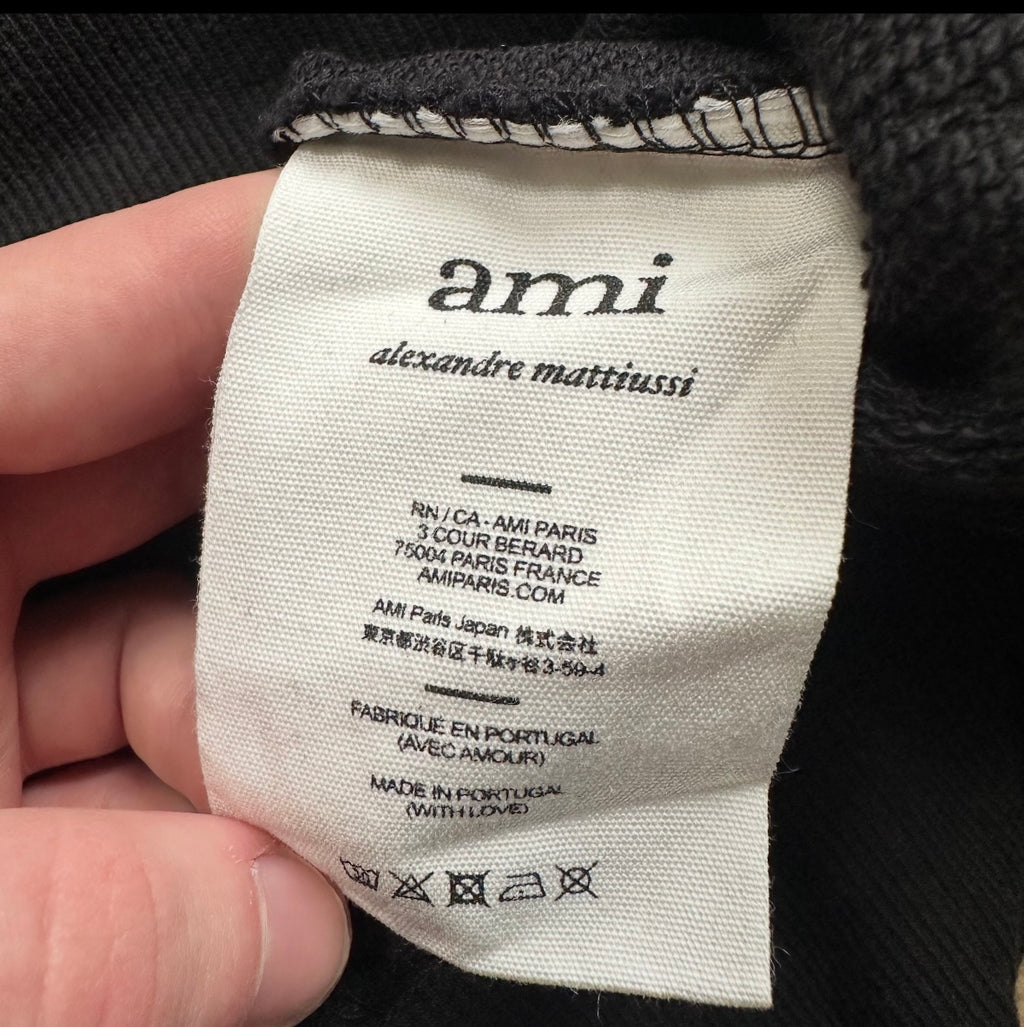 ami
alexandre mattiussi
RN / CA - AMI PARIS
3 COUR BERARD
75004 PARIS FRANCE
AMIPARIS.COM
AMI Paris Japan 株式会社
東京都渋谷区千駄ヶ谷3-59-4
FABRIQUÉ EN PORTUGAL
(AVEC AMOUR)
MADE IN PORTUGAL
(WITH LOVE)